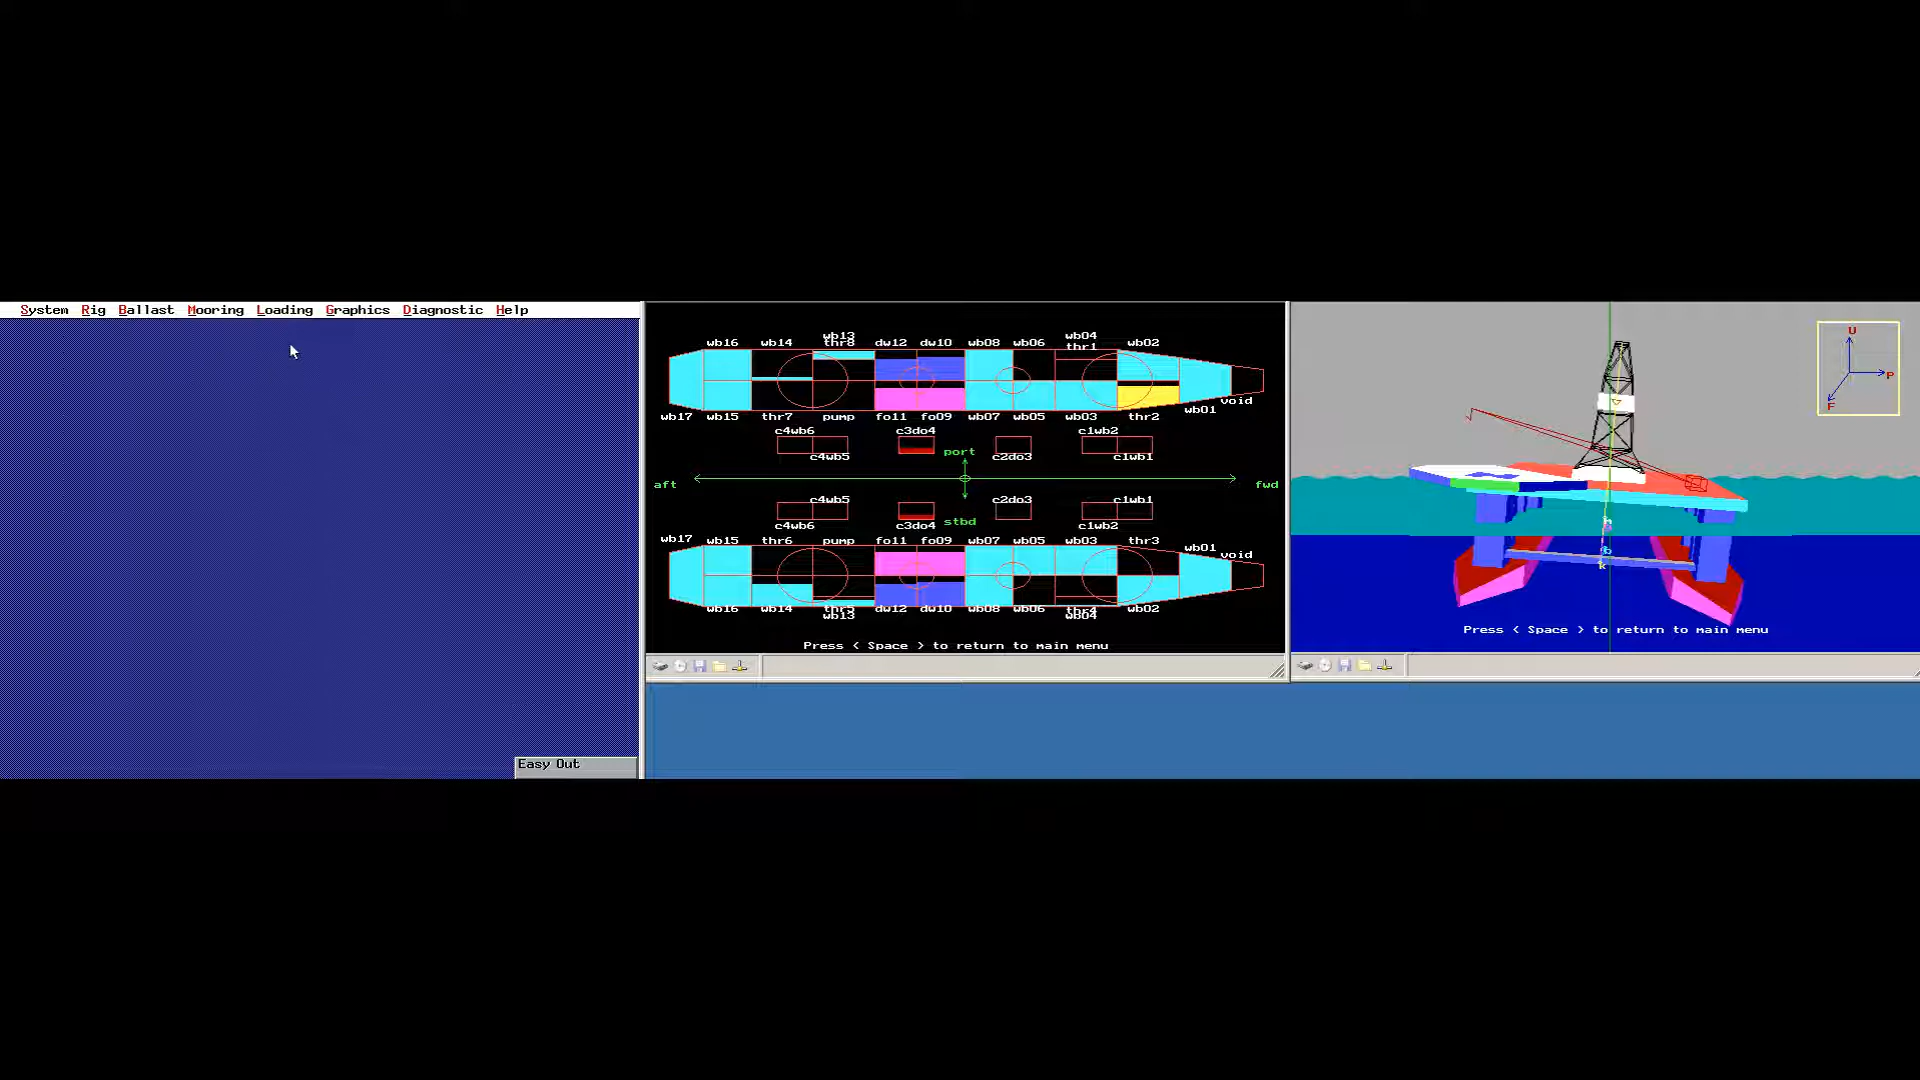 System Rig Ballast Mooring Loading Graphics Diagnostic Help
Easy Out
wb13 wb04
wb16 wb14 thr8 dw12 dw10 wb08 wb06 thr1 wb02
void
wb17 wb15 thr7 pump fo11 fo09 wb07 wb05 wb03 thr2 wb01
c4wb6 c3do4 c1wb2
c4wb5 port c2do3 c1wb1
aft fwd
c4wb5 c2do3 c1wb1
c4wb6 c3do4 stbd c1wb2
wb17 wb15 thr6 pump fo11 fo09 wb07 wb05 wb03 thr3 wb01
void
wb16 wb14 thr5 dw12 dw10 wb08 wb06 thr4 wb02
wb13 wb04
Press < Space > to return to main menu
U
P
F
b
k
Press < Space > to return to main menu